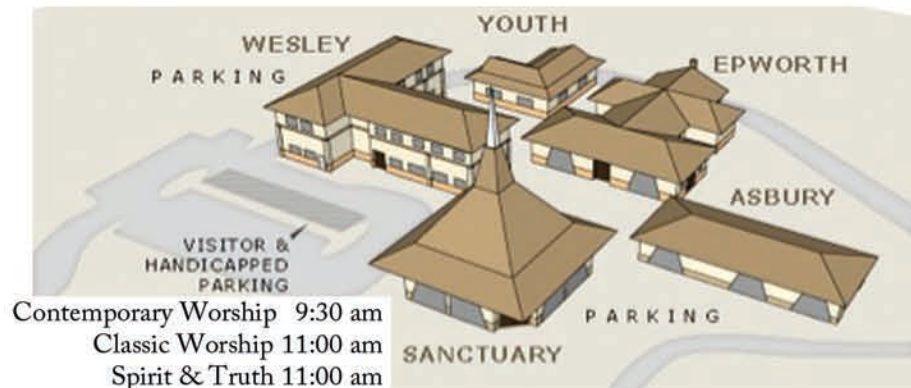 YOUTH
WESLEY
PARKING
EPWORTH
ASBURY
VISITOR &
HANDICAPPED
PARKING
PARKING
SANCTUARY
Contemporary Worship 9:30 am
Classic Worship 11:00 am
Spirit & Truth 11:00 am